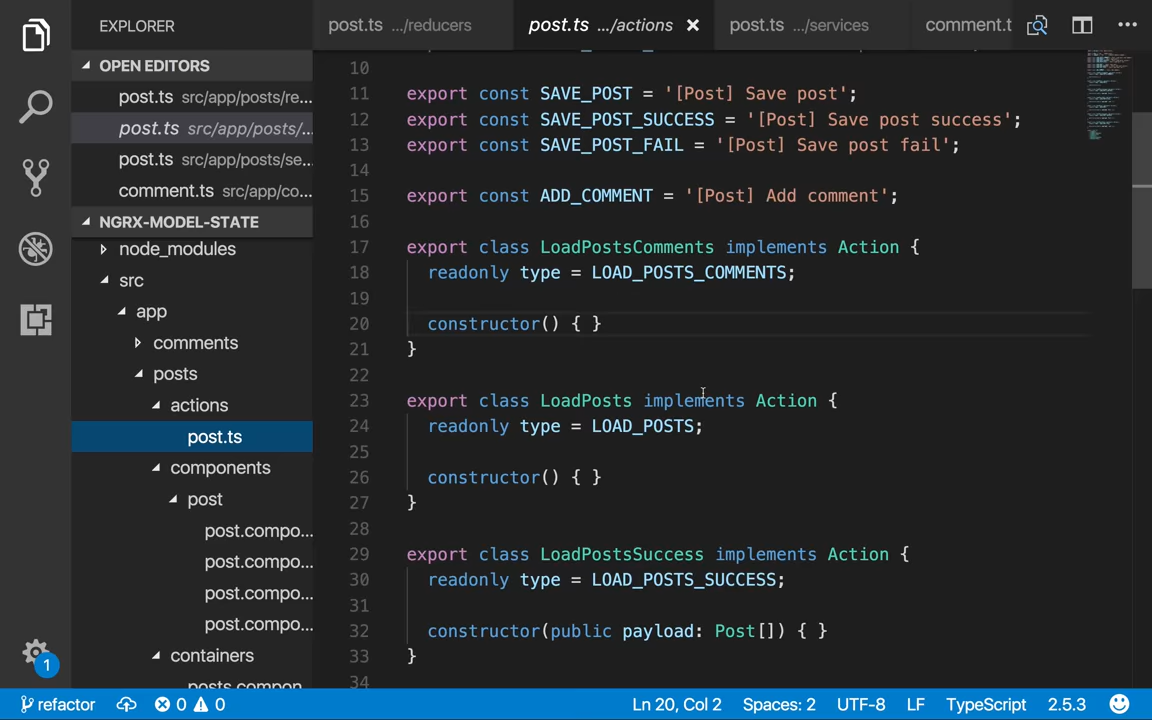 EXPLORER
OPEN EDITORS
post.ts src/app/posts/re...
post.ts src/app/posts/...
post.ts src/app/posts/se...
comment.ts src/app/co...
NGRX-MODEL-STATE
node_modules
src
app
comments
posts
actions
post.ts
components
post
post.compo...
post.compo...
post.compo...
post.compo...
containers
post.ts .../reducers
post.ts .../actions
post.ts .../services
comment.t
10
11 export const SAVE_POST = '[Post] Save post';
12 export const SAVE_POST_SUCCESS = '[Post] Save post success';
13 export const SAVE_POST_FAIL = '[Post] Save post fail';
14
15 export const ADD_COMMENT = '[Post] Add comment';
16
17 export class LoadPostsComments implements Action {
18 readonly type = LOAD_POSTS_COMMENTS;
19
20 constructor() { }
21 }
22
23 export class LoadPosts implements Action {
24 readonly type = LOAD_POSTS;
25
26 constructor() { }
27 }
28
29 export class LoadPostsSuccess implements Action {
30 readonly type = LOAD_POSTS_SUCCESS;
31
32 constructor(public payload: Post[]) { }
33 }
34
1
refactor
0 0
Ln 20, Col 2
Spaces: 2
UTF-8
LF
TypeScript
2.5.3